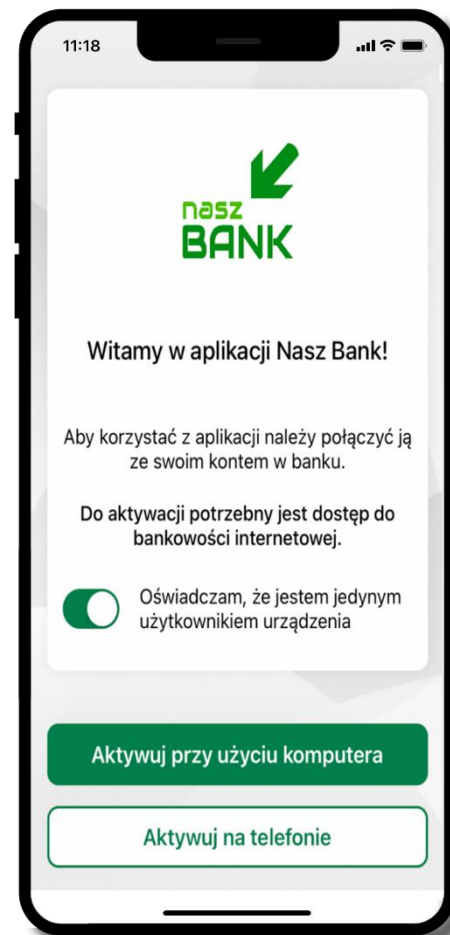 11:18
nasz
BANK
Witamy w aplikacji Nasz Bank!
Aby korzystać z aplikacji należy połączyć ją
ze swoim kontem w banku.
Do aktywacji potrzebny jest dostęp do
bankowości internetowej.
Oświadczam, że jestem jedynym
użytkownikiem urządzenia
Aktywuj przy użyciu komputera
Aktywuj na telefonie